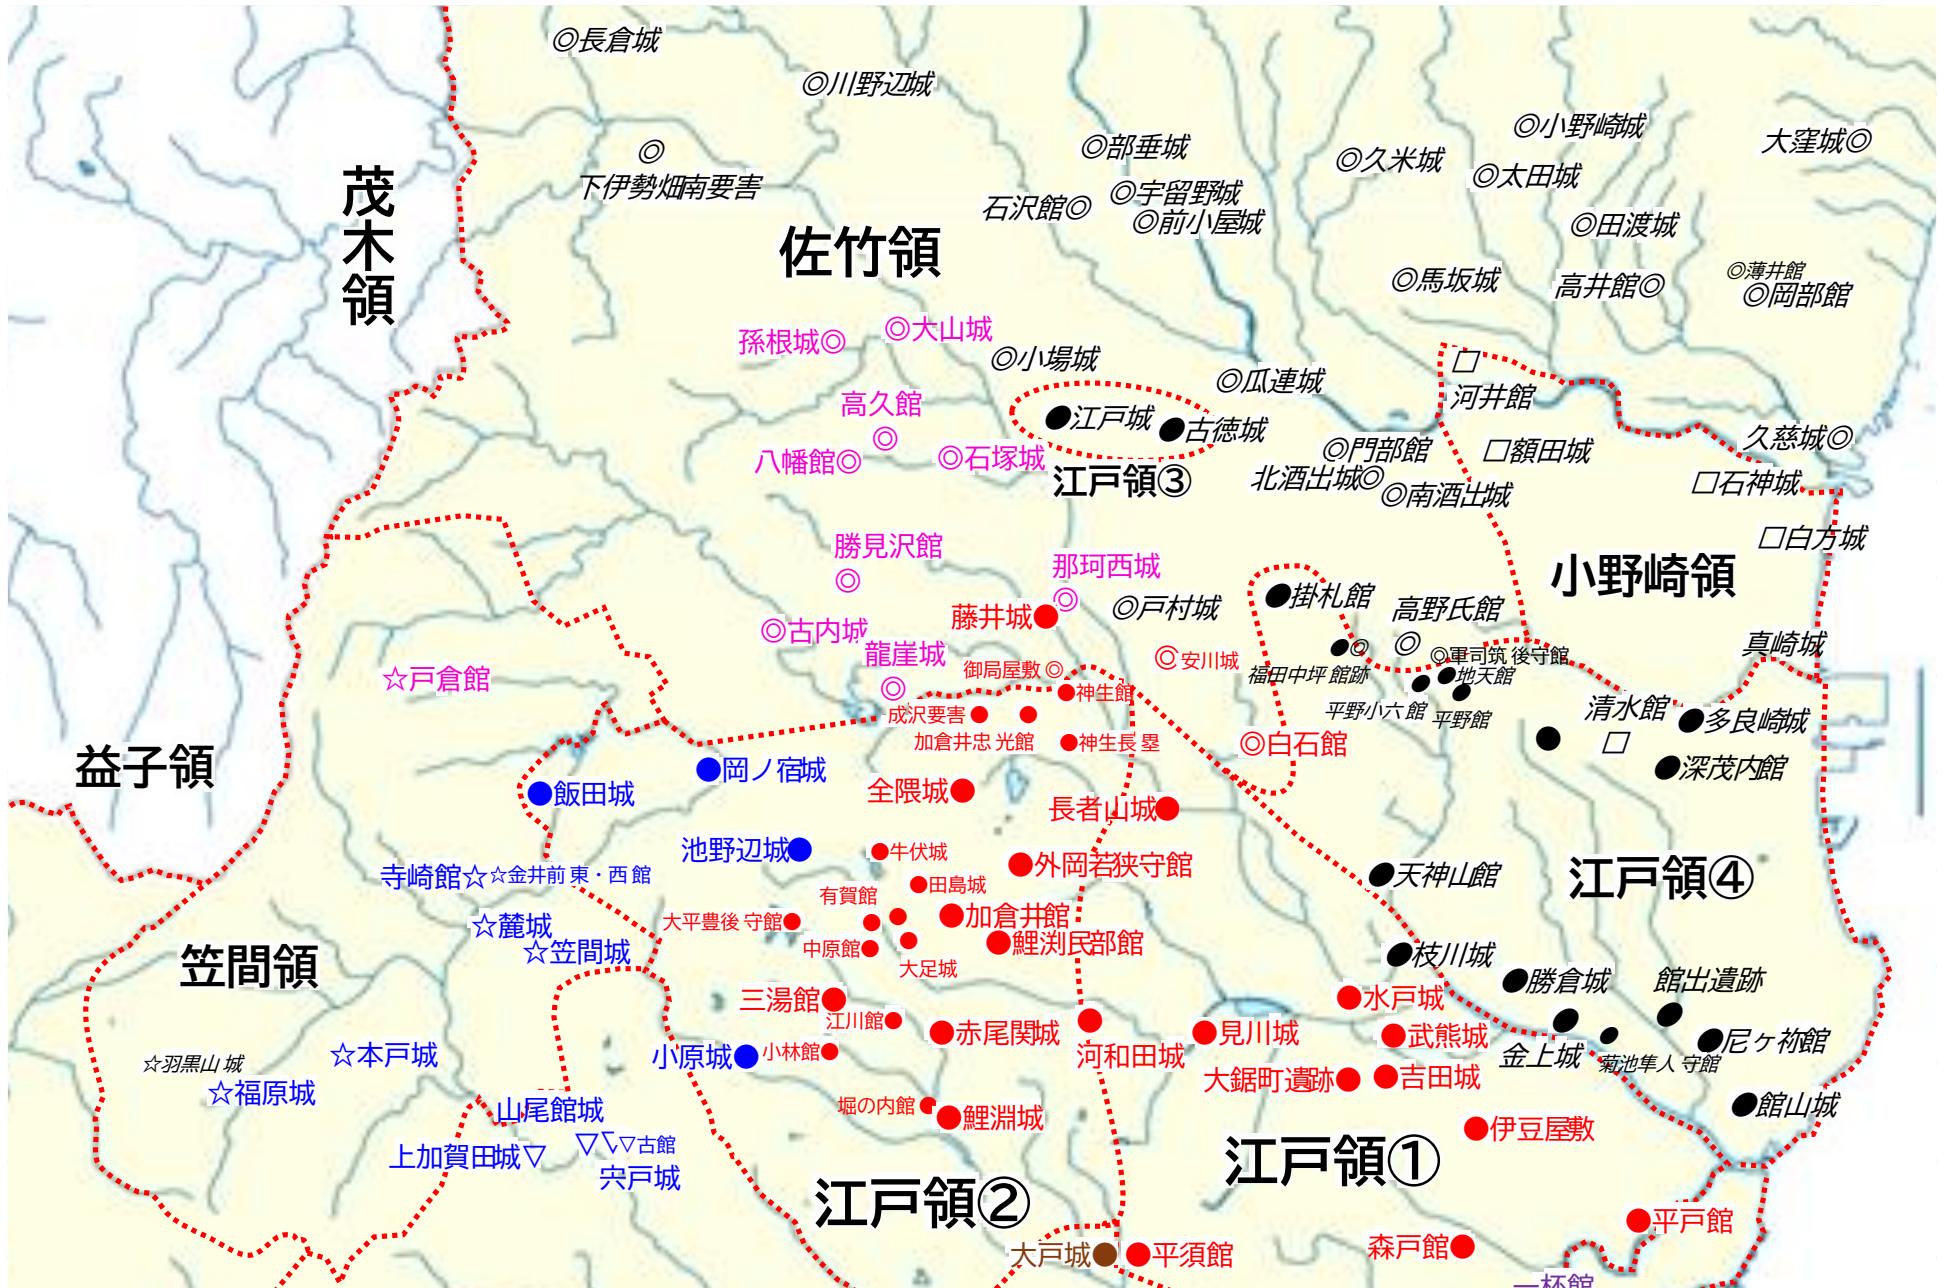 ◎長倉城
◎川野辺城
◎小野崎城
大窪城◎
◎部垂城
◎久米城
◎太田城
◎
下伊勢畑南要害
◎宇留野城
石沢館◎
◎前小屋城
◎田渡城
茂木領
佐竹領
◎馬坂城
高井館◎
◎薄井館
◎岡部館
孫根城◎
◎大山城
◎小場城
◎瓜連城
□
河井館
高久館
◎
●江戸城
●古徳城
八幡館◎
◎石塚城
江戸領③
◎門部館
北酒出城◎
◎南酒出城
□額田城
久慈城◎
□石神城
□白方城
勝見沢館
◎
那珂西城
◎
小野崎領
藤井城●
◎戸村城
●掛札館
高野氏館
◎
◎古内城
龍崖城
◎
御局屋敷◎
◎安川城
●◎
福田中坪館跡
◎軍司筑後守館
●地天館
真崎城
☆戸倉館
●神生館
成沢要害●
●
加倉井忠光館
●神生長塁
●
平野小六館
●
平野館
清水館
□
●多良崎城
◎白石館
●
●深茂内館
益子領
●岡ノ宿城
●飯田城
全隈城●
長者山城●
池野辺城●
●牛伏城
●外岡若狭守館
●天神山館
江戸領④
寺崎館☆
☆金井前東・西館
●田島城
有賀館
●
●
●加倉井館
大平豊後守館●
☆麓城
☆笠間城
中原館●
●
大足城
●鯉渕民部館
●枝川城
笠間領
●勝倉城
館出遺跡
●
三湯館●
●水戸城
江川館●
●赤尾関城
●
河和田城
●見川城
●武熊城
●
金上城
●
菊池隼人守館
●尼ヶ祢館
☆羽黒山城
☆本戸城
小原城●
小林館●
大鋸町遺跡●
●吉田城
☆福原城
山尾館城
堀の内館●
●鯉淵城
●館山城
●伊豆屋敷
上加賀田城▽
▽
▽▽古館
宍戸城
江戸領①
江戸領②
●平戸館
大戸城●
●平須館
森戸館●
一杯館